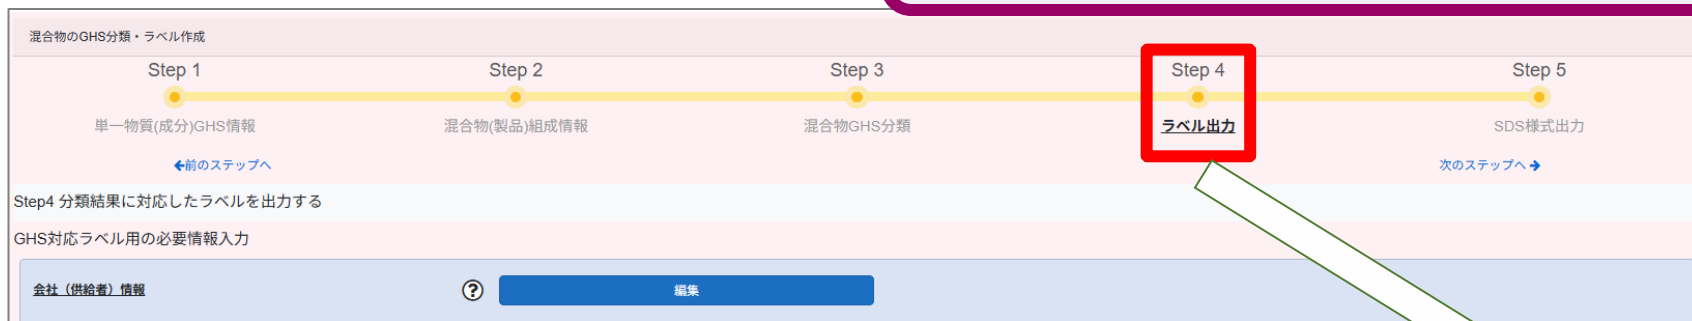 混合物のGHS分類・ラベル作成
Step 1 Step 2 Step 3 Step 4 Step 5
単一物質(成分)GHS情報 混合物(製品)組成情報 混合物GHS分類 ラベル出力 SDS様式出力
←前のステップへ 次のステップへ→
Step4 分類結果に対応したラベルを出力する
GHS対応ラベル用の必要情報入力
会社（供給者）情報 ? 編集